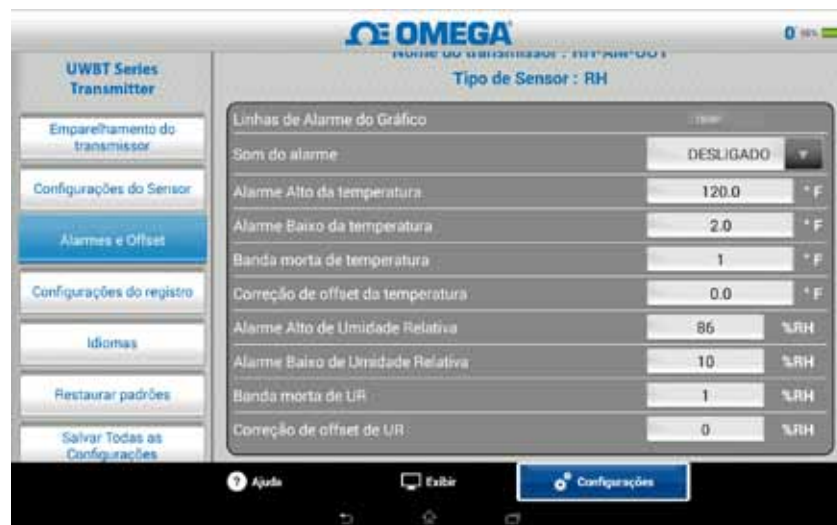 OMEGA
UWBT Series
Transmitter
Tipo de Sensor : RH
Emparelhamento do
transmissor
Configurações do Sensor
Alarmes e Offset
Configurações do registro
Idiomas
Restaurar padrões
Salvar Todas as
Configurações
Linhas de Alarme do Gráfico
Som do alarme DESLIGADO
Alarme Alto da temperatura 120.0 ° F
Alarme Baixo da temperatura 2.0 ° F
Banda morta de temperatura 1 ° F
Correção de offset da temperatura 0.0 ° F
Alarme Alto de Umidade Relativa 86 %RH
Alarme Baixo de Umidade Relativa 10 %RH
Banda morta de UR 1 %RH
Correção de offset de UR 0 %RH
? Ajuda Exibir Configurações